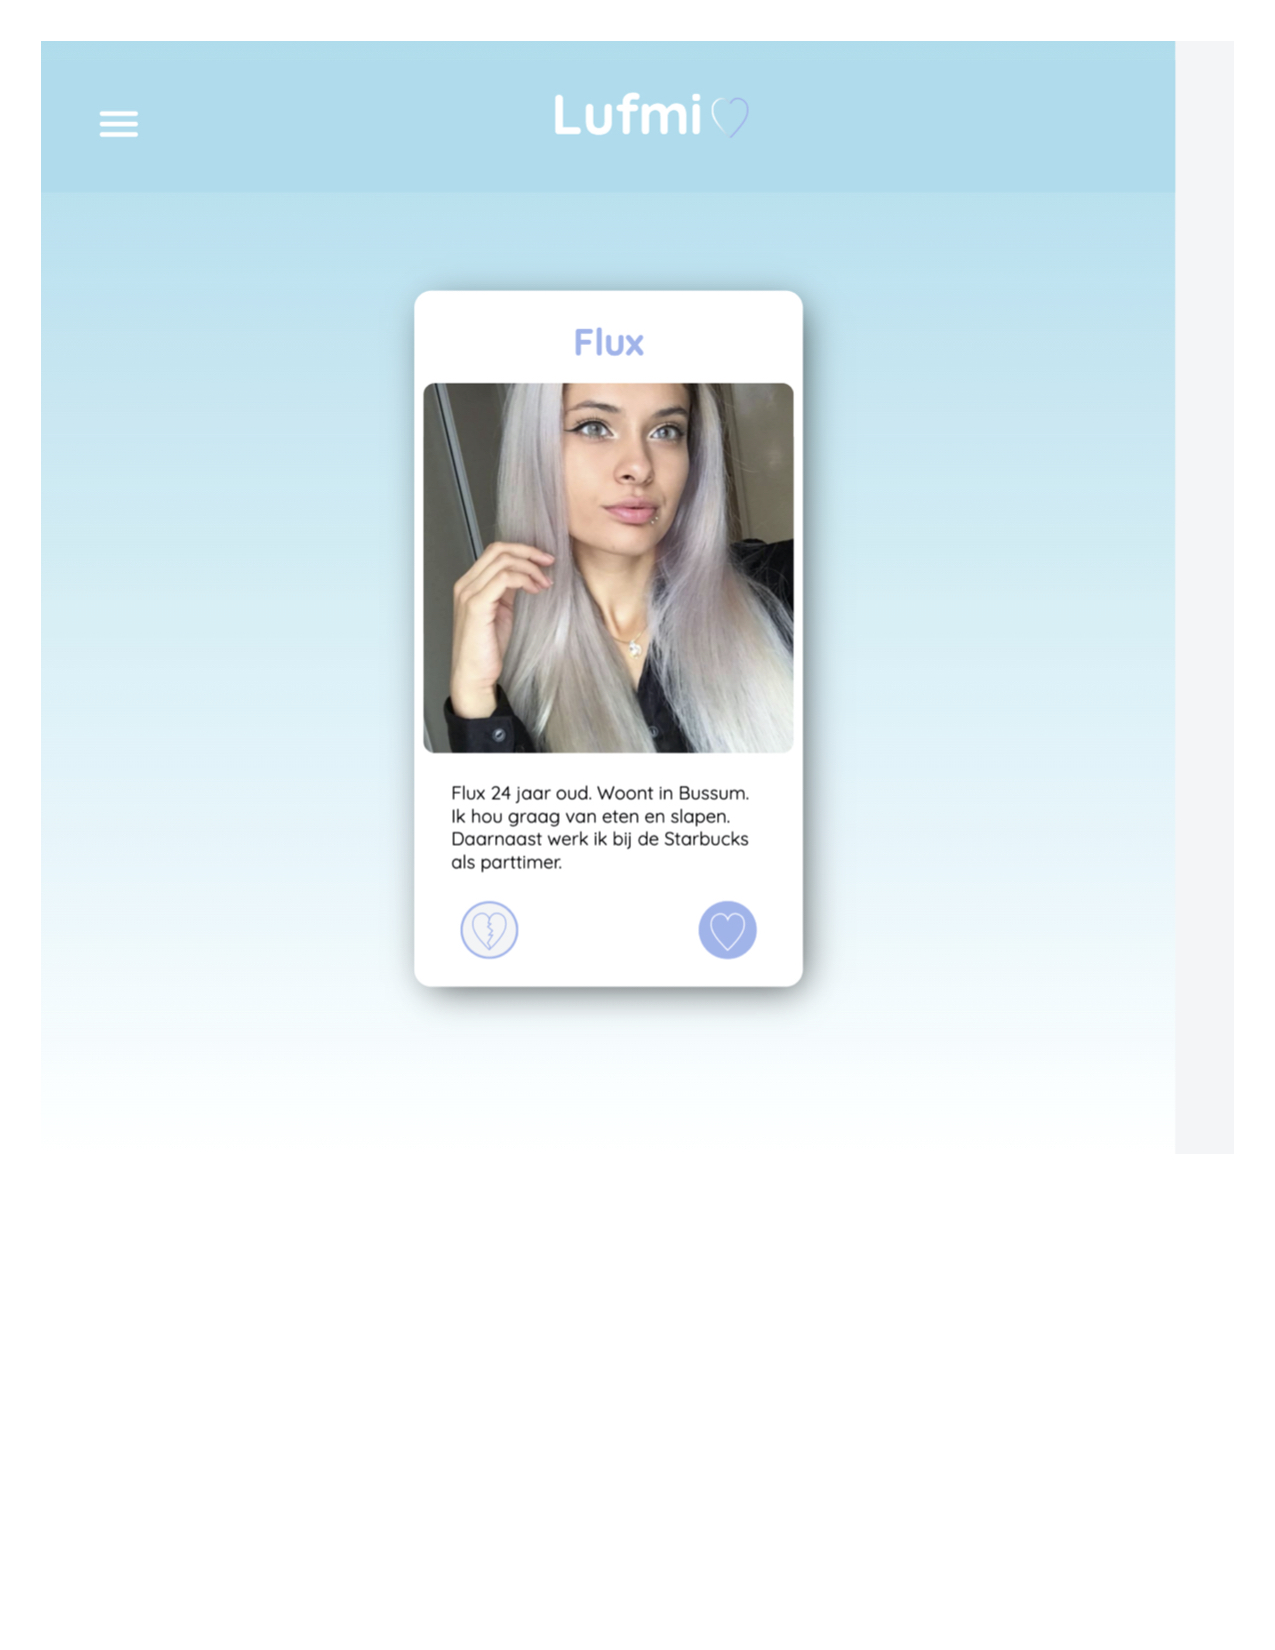 Lufmi
Flux
Flux 24 jaar oud. Woont in Bussum.
Ik hou graag van eten en slapen.
Daarnaast werk ik bij de Starbucks
als parttimer.